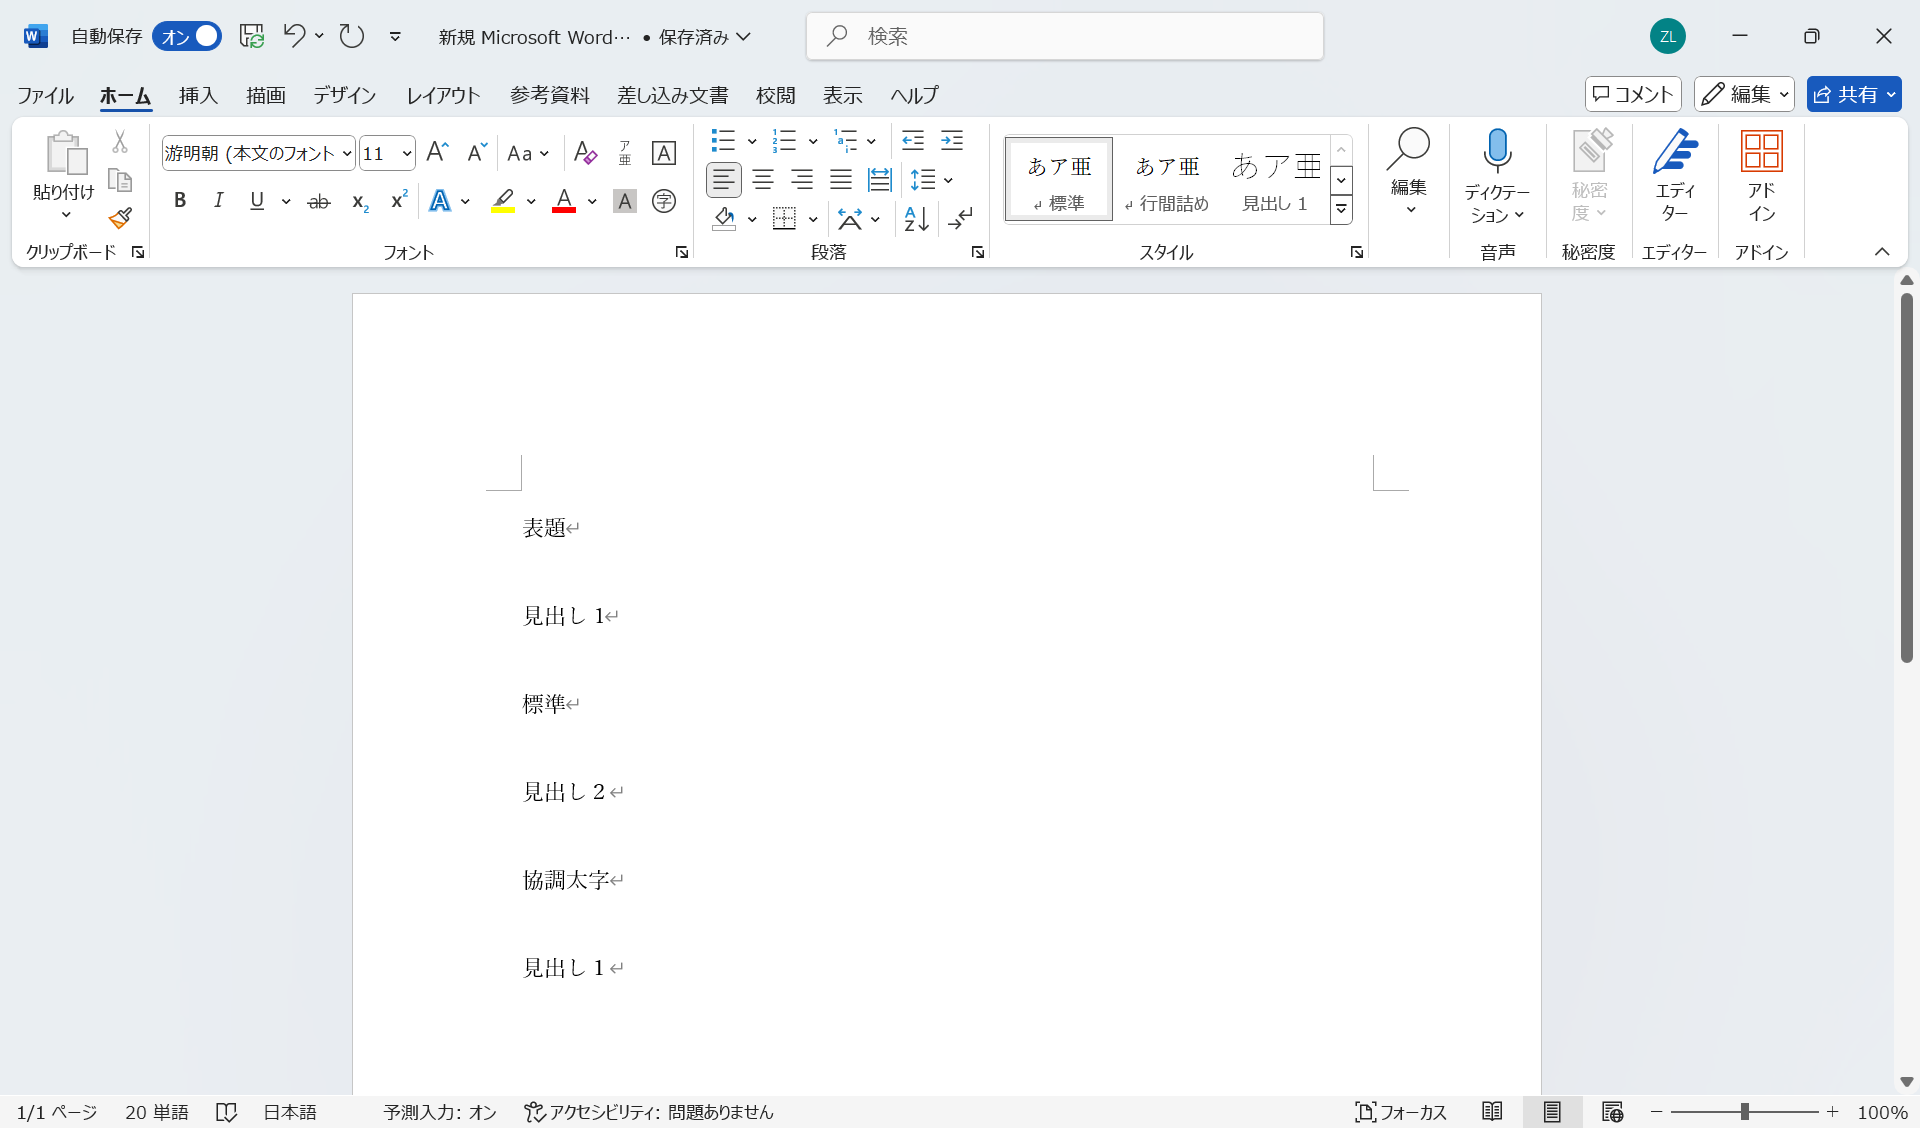 自動保存 オン 新規 Microsoft Word… • 保存済み 検索 ZL
ファイル ホーム 挿入 描画 デザイン レイアウト 参考資料 差し込み文書 校閲 表示 ヘルプ コメント 編集 共有
貼り付け
クリップボード
游明朝 (本文のフォント 11 Aa ア亜 A
B I U ab x₂ x² A A A 字
フォント
段落
あア亜 あア亜 あア亜
標準 行間詰め 見出し 1
スタイル
編集
ディクテー
ション
音声
秘密
度
秘密度
エディ
ター
エディター
アド
イン
アドイン
表題
見出し 1
標準
見出し 2
協調太字
見出し 1
1/1 ページ 20 単語 日本語 予測入力: オン アクセシビリティ: 問題ありません フォーカス 100%